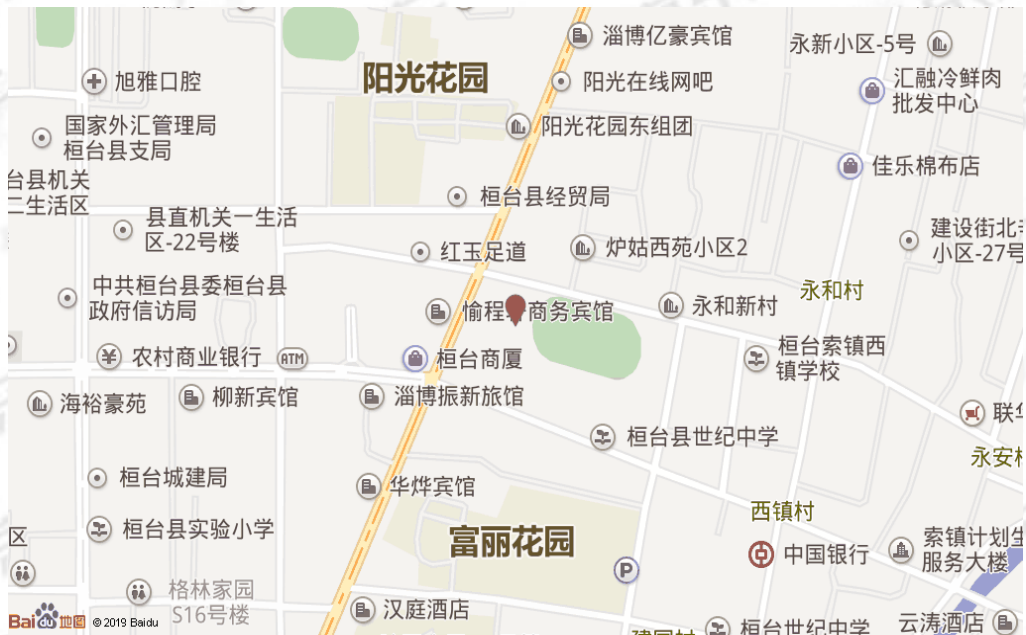 淄博亿豪宾馆
永新小区-5号
旭雅口腔
阳光花园
阳光在线网吧
汇融冷鲜肉
批发中心
国家外汇管理局
桓台县支局
阳光花园东组团
佳乐棉布店
台县机关
二生活区
桓台县经贸局
县直机关一生活
区-22号楼
红玉足道
炉姑西苑小区2
建设街北
小区-27号
中共桓台县委桓台县
政府信访局
永和村
愉程
商务宾馆
永和新村
农村商业银行
ATM
桓台商厦
桓台索镇西
镇学校
海裕豪苑
柳新宾馆
淄博振新旅馆
联华
桓台县世纪中学
永安村
桓台城建局
华烨宾馆
西镇村
桓台县实验小学
区
富丽花园
中国银行
索镇计划生
服务大楼
P
格林家园
S16号楼
汉庭酒店
云涛酒店
桓台县世纪中学
建国村
Bai du 地图
© 2019 Baidu